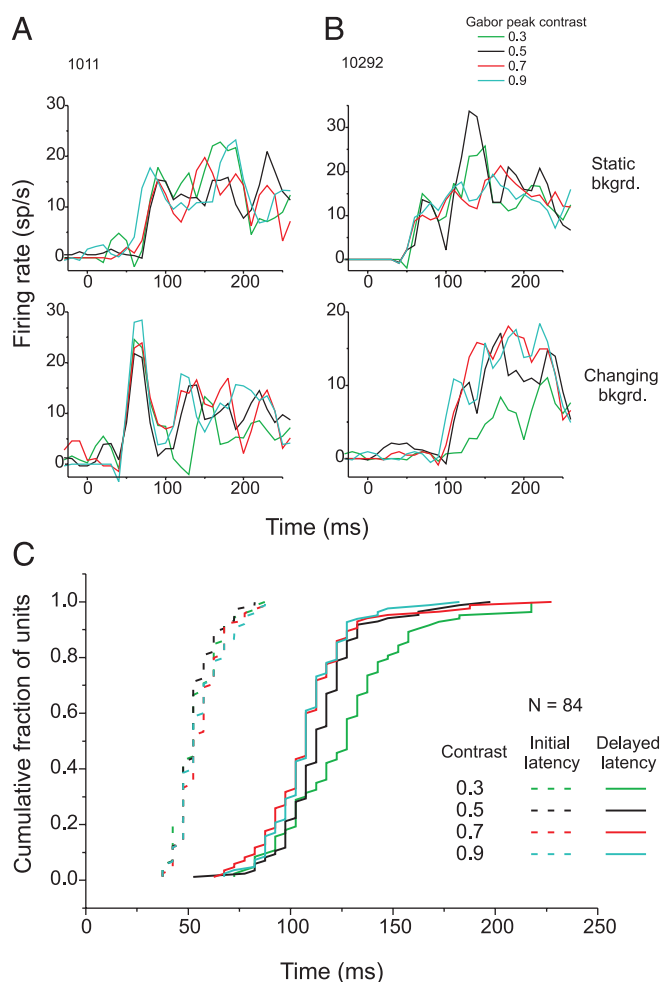 A
B
Gabor peak contrast
0.3
0.5
0.7
0.9
1011
10292
30
20
10
0
0 100 200
30
20
10
0
0 100 200
Static
bkgrd.
Firing rate (sp/s)
30
20
10
0
0 100 200
20
10
0
0 100 200
Changing
bkgrd.
Time (ms)
C
1.0
0.8
0.6
0.4
0.2
0.0
0 50 100 150 200 250
Cumulative fraction of units
Time (ms)
N = 84
Contrast Initial latency Delayed latency
0.3
0.5
0.7
0.9